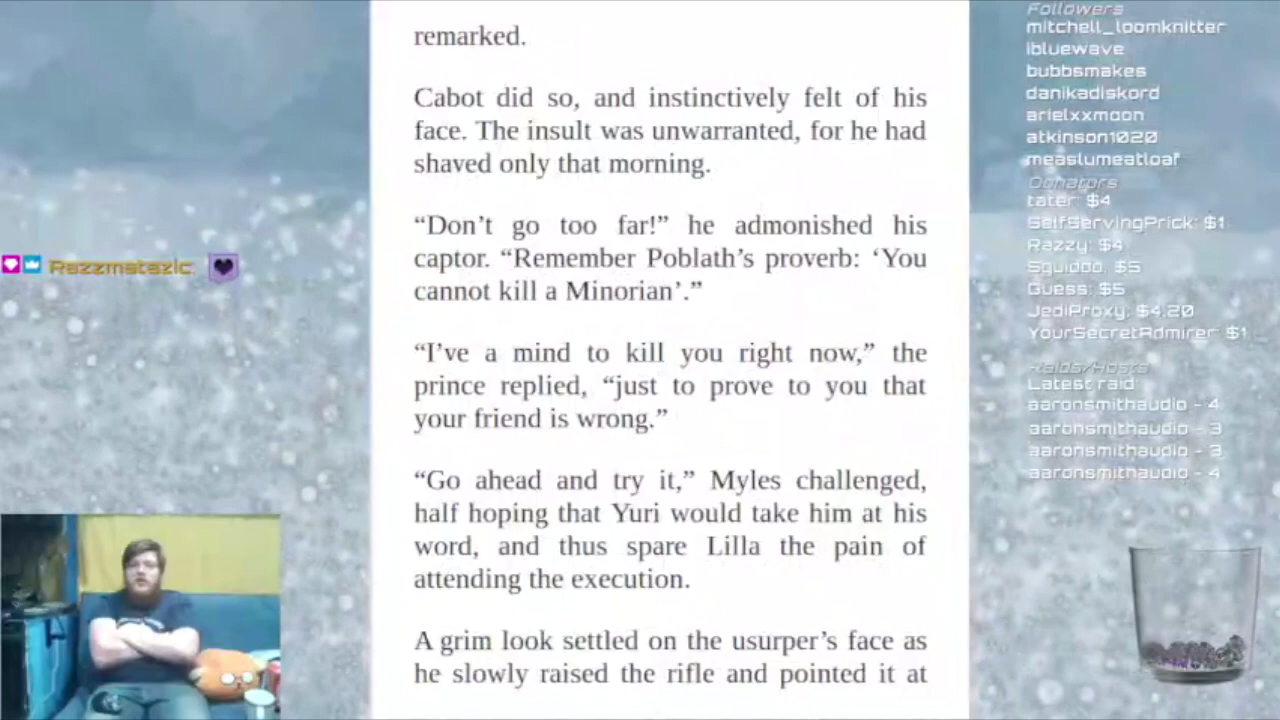 remarked.
Cabot did so, and instinctively felt of his
face. The insult was unwarranted, for he had
shaved only that morning.
“Don’t go too far!” he admonished his
captor. “Remember Poblath’s proverb: ‘You
cannot kill a Minorian’.”
“I’ve a mind to kill you right now,” the
prince replied, “just to prove to you that
your friend is wrong.”
“Go ahead and try it,” Myles challenged,
half hoping that Yuri would take him at his
word, and thus spare Lilla the pain of
attending the execution.
A grim look settled on the usurper’s face as
he slowly raised the rifle and pointed it at
Razzmatazic
Followers
mitchell_loomknitter
ibluewave
bubbsmakes
danikadiskord
arielxxmoon
atkinson1020
measlumeatloaf
Donators
tater: $4
SelfServingPrick: $1
Razzy: $4
Squidoo: $5
Guess: $5
JediProxy: $4.20
YourSecretAdmirer: $1
Raids/Hosts
Latest raid
aaronsmithaudio - 4
aaronsmithaudio - 3
aaronsmithaudio - 3
aaronsmithaudio - 4